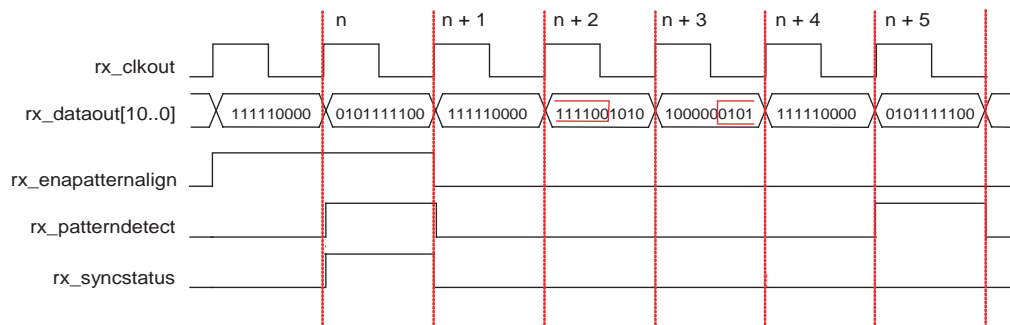 n n + 1 n + 2 n + 3 n + 4 n + 5
rx_clkout
rx_dataout[10..0] 111110000 0101111100 111110000 1111001010 1000000101 111110000 0101111100
rx_enapatternalign
rx_patterndetect
rx_syncstatus